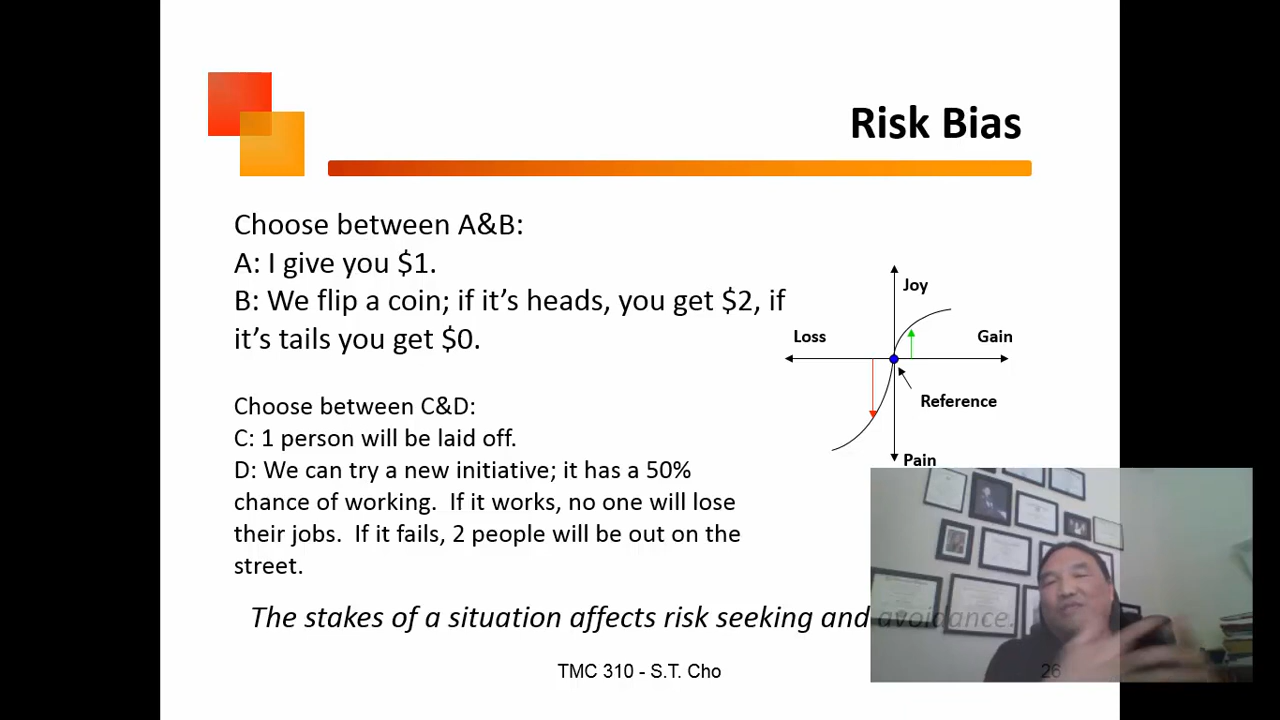 Risk Bias
Choose between A&B:
A: I give you $1.
B: We flip a coin; if it’s heads, you get $2, if
it’s tails you get $0.
Joy
Loss
Gain
Reference
Pain
Choose between C&D:
C: 1 person will be laid off.
D: We can try a new initiative; it has a 50%
chance of working.  If it works, no one will lose
their jobs.  If it fails, 2 people will be out on the
street.
The stakes of a situation affects risk seeking and avoidance.
TMC 310 - S.T. Cho
26